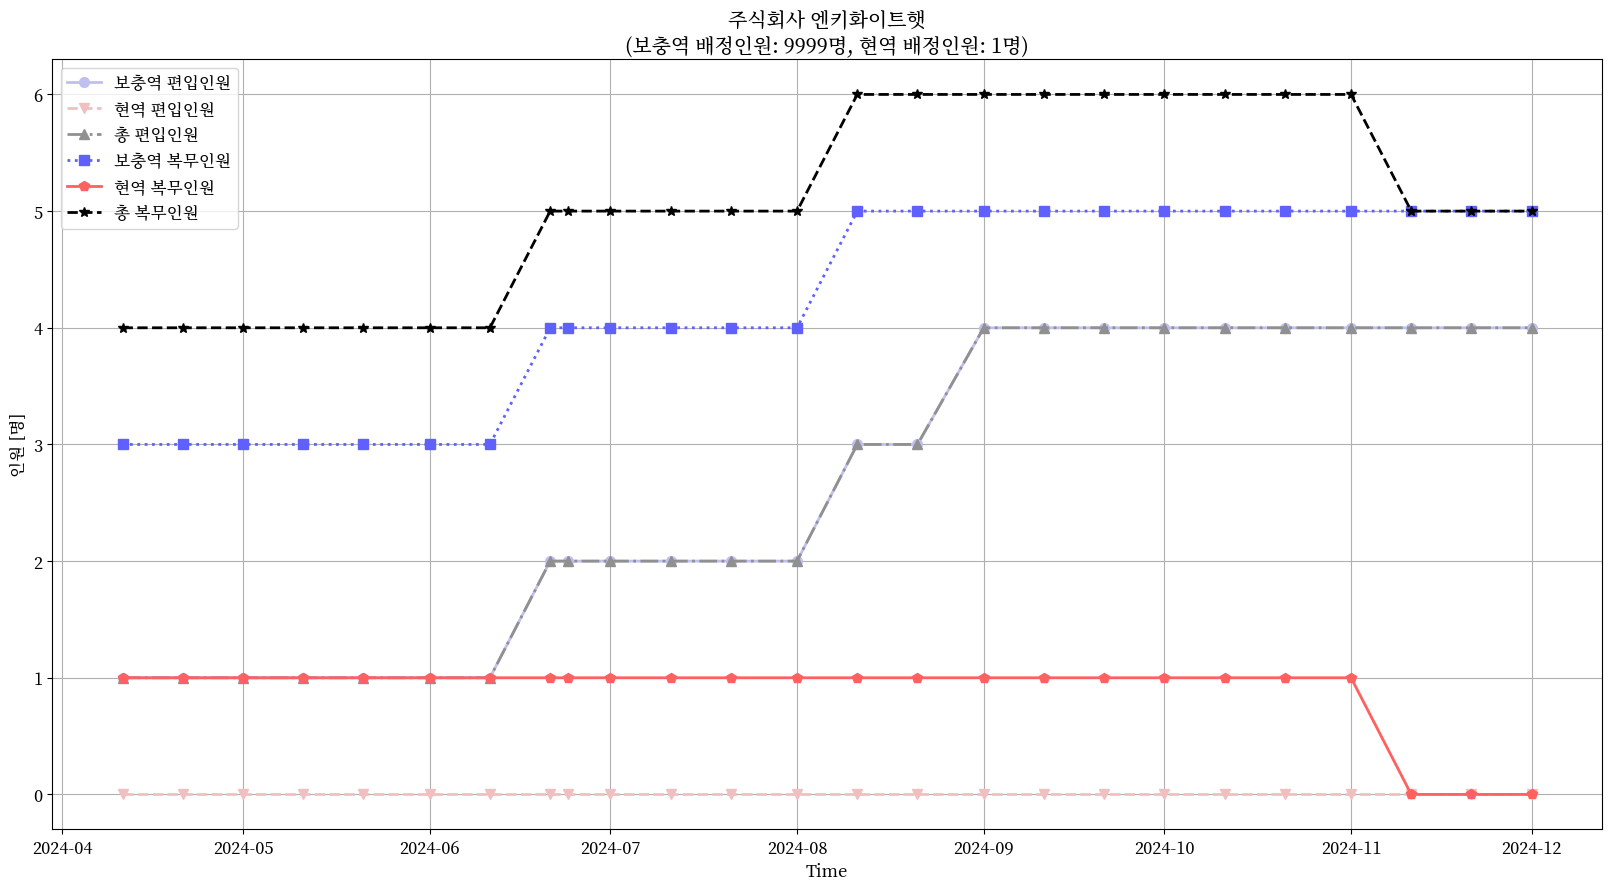 주식회사 엔키화이트햇
(보충역 배정인원: 9999명, 현역 배정인원: 1명)
보충역 편입인원
현역 편입인원
총 편입인원
보충역 복무인원
현역 복무인원
총 복무인원
인원 [명]
6
5
4
3
2
1
0
2024-04 2024-05 2024-06 2024-07 2024-08 2024-09 2024-10 2024-11 2024-12
Time